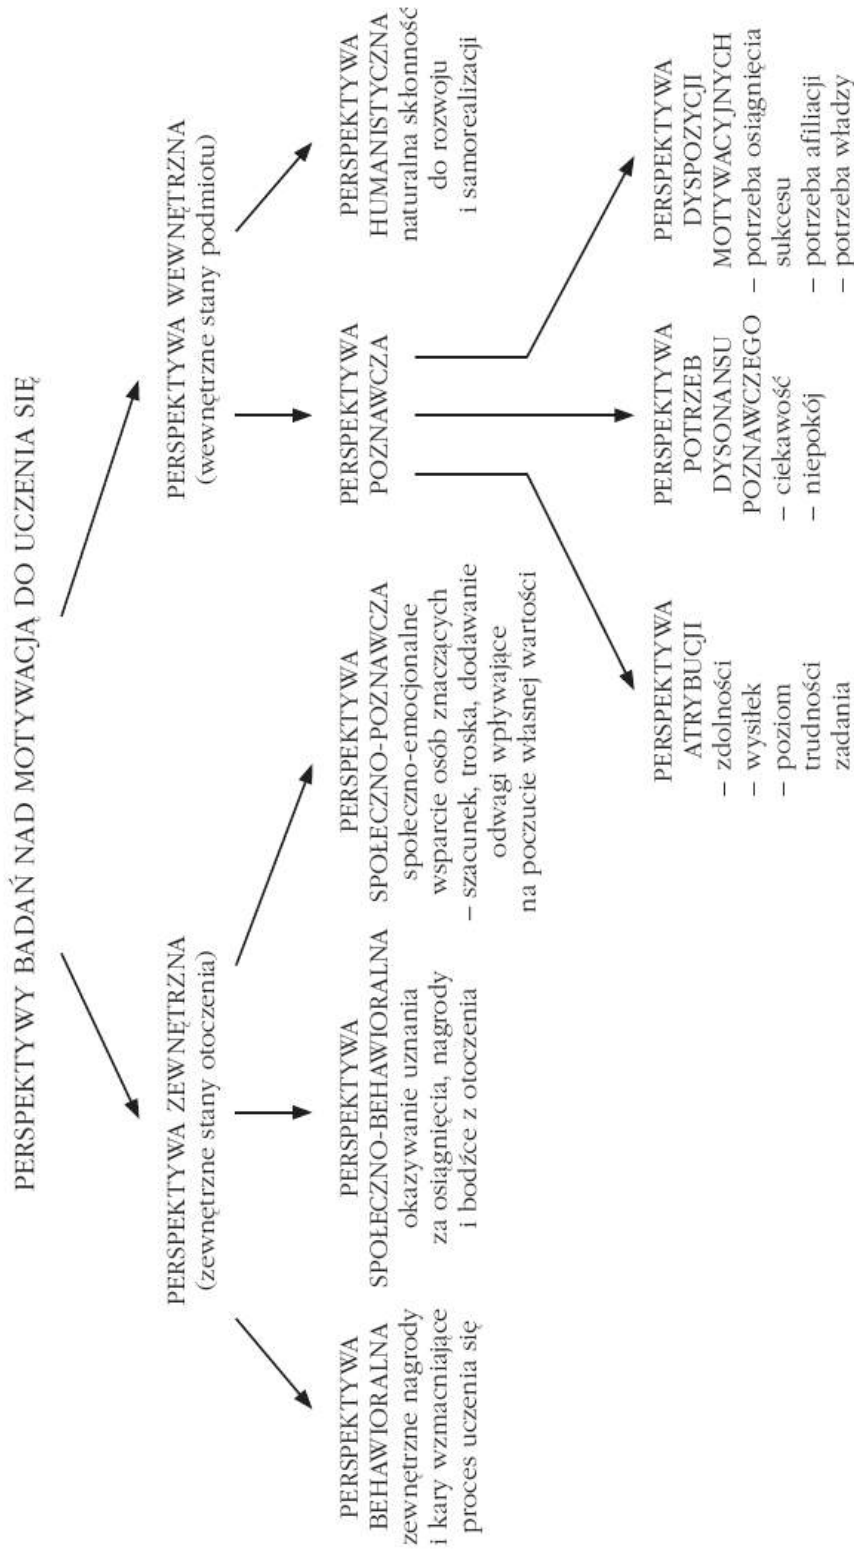 PERSPEKTYWY BADAŃ NAD MOTYWACJĄ DO UCZENIA SIĘ
PERSPEKTYWA ZEWNĘTRZNA
(zewnętrzne stany otoczenia)
PERSPEKTYWA WEWNĘTRZNA
(wewnętrzne stany podmiotu)
PERSPEKTYWA
BEHAWIORALNA
zewnętrzne nagrody
i kary wzmacniające
proces uczenia się
PERSPEKTYWA
SPOŁECZNO-BEHAWIORALNA
okazywanie uznania
za osiągnięcia, nagrody
i bodźce z otoczenia
PERSPEKTYWA
SPOŁECZNO-POZNAWCZA
społeczno-emocjonalne
wsparcie osób znaczących
– szacunek, troska, dodawanie
odwagi wpływające
na poczucie własnej wartości
PERSPEKTYWA
POZNAWCZA
PERSPEKTYWA
HUMANISTYCZNA
naturalna skłonność
do rozwoju
i samorealizacji
PERSPEKTYWA
ATRYBUCJI
– zdolności
– wysiłek
– poziom
trudności
zadania
PERSPEKTYWA
POTRZEB
DYSONANSU
POZNAWCZEGO
– ciekawość
– niepokój
PERSPEKTYWA
DYSPOZYCJI
MOTYWACYJNYCH
– potrzeba osiągnięcia
sukcesu
– potrzeba afiliacji
– potrzeba władzy